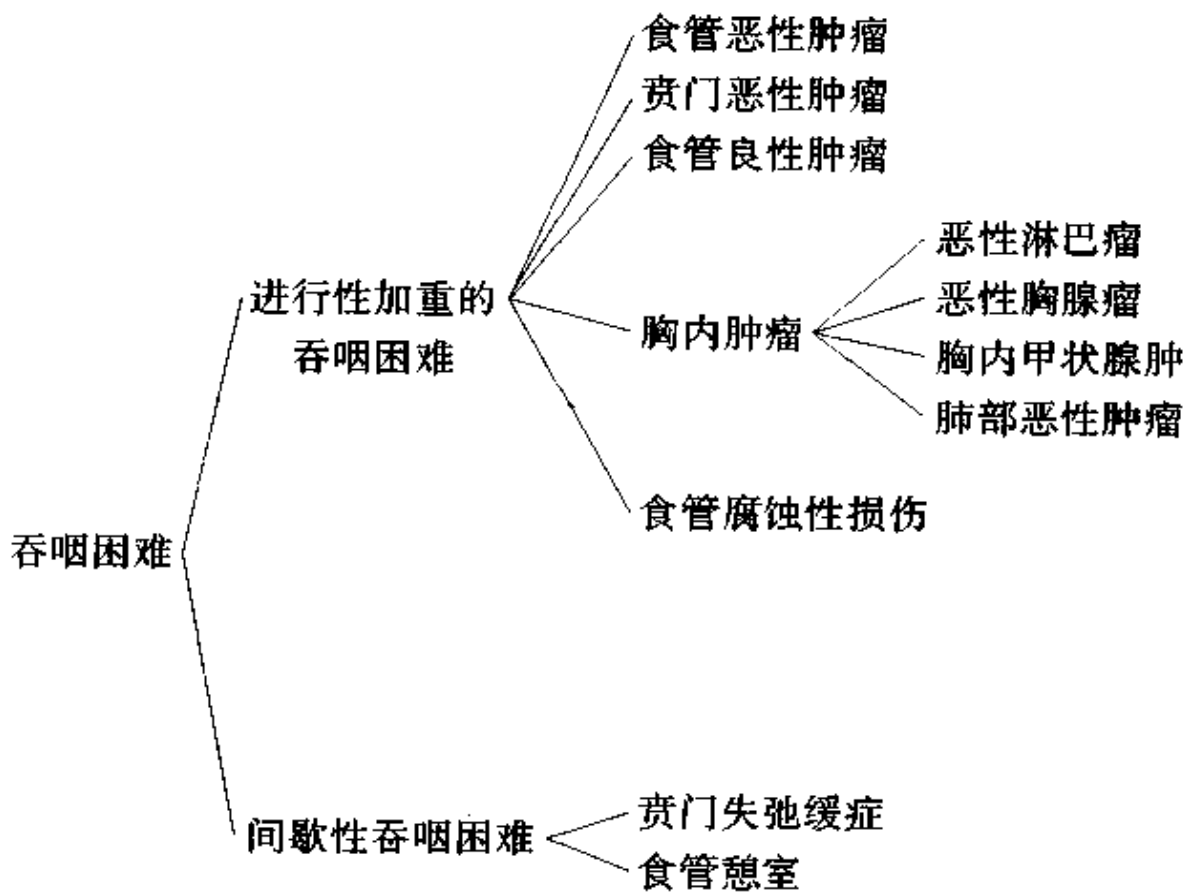 食管恶性肿瘤
贲门恶性肿瘤
食管良性肿瘤
恶性淋巴瘤
进行性加重的
吞咽困难
胸内肿瘤
恶性胸腺瘤
胸内甲状腺肿
肺部恶性肿瘤
食管腐蚀性损伤
吞咽困难
间歇性吞咽困难
贲门失弛缓症
食管憩室